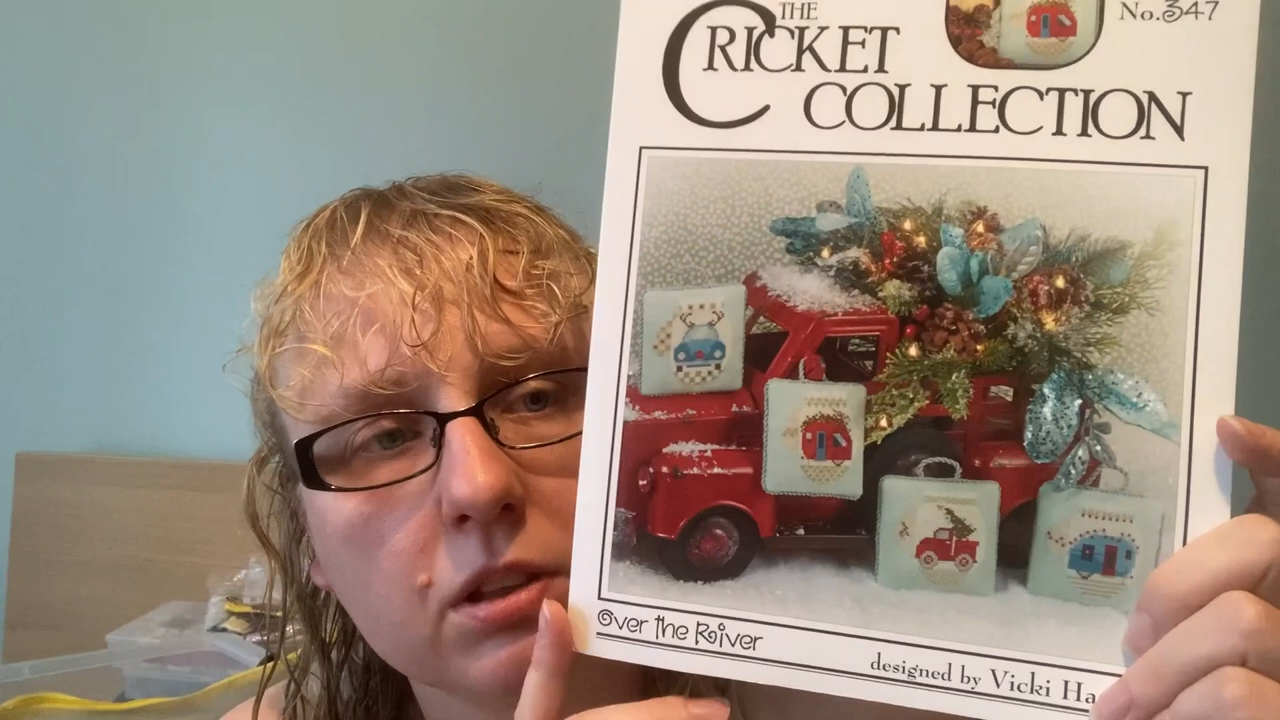 THE
No.347
CRICKET
COLLECTION
Over the River
designed by Vicki